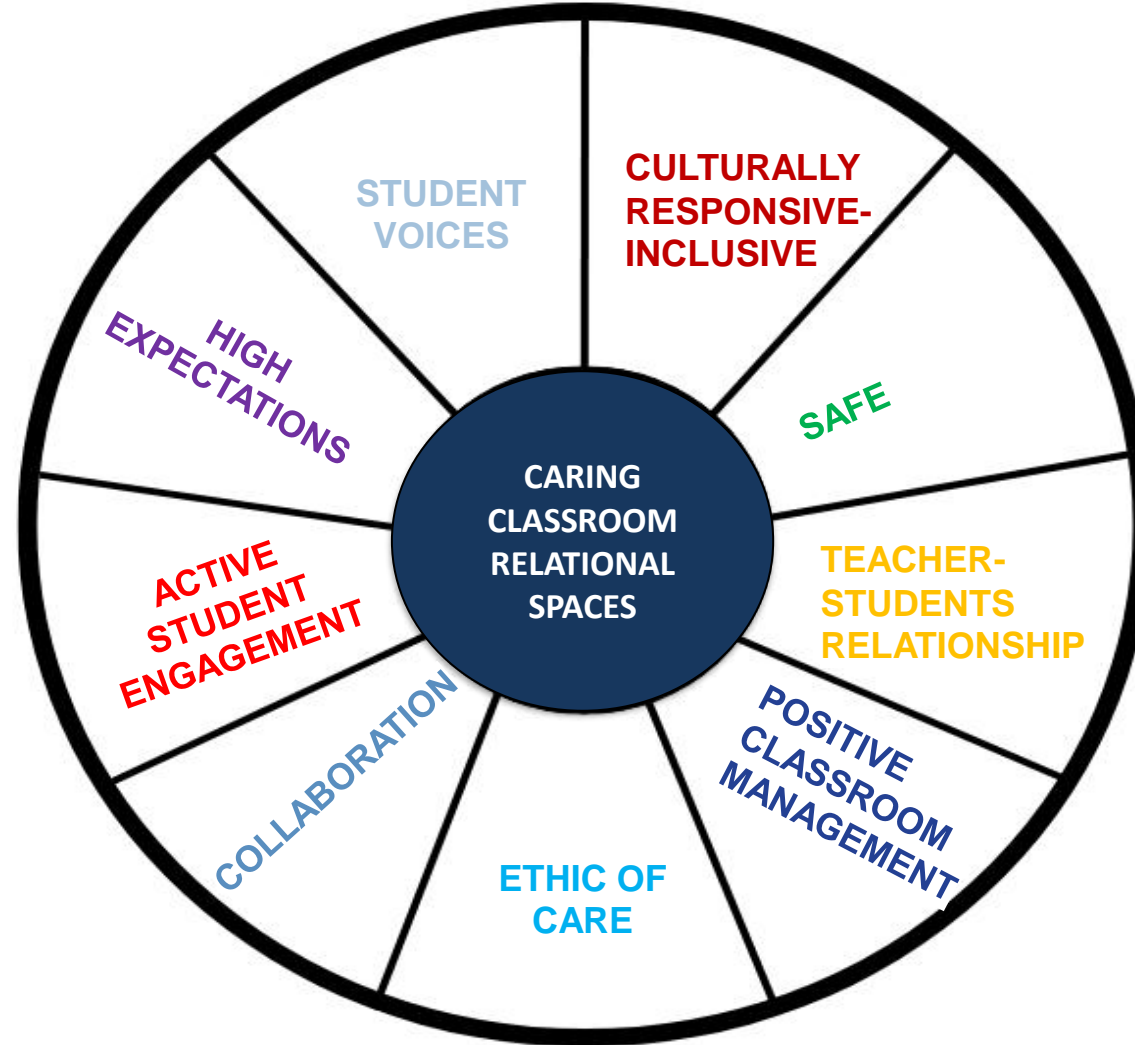 STUDENT
VOICES
CULTURALLY
RESPONSIVE-
INCLUSIVE
SAFE
TEACHER-
STUDENTS
RELATIONSHIP
POSITIVE
CLASSROOM
MANAGEMENT
ETHIC OF
CARE
COLLABORATION
ACTIVE
STUDENT
ENGAGEMENT
HIGH
EXPECTATIONS
CARING
CLASSROOM
RELATIONAL
SPACES